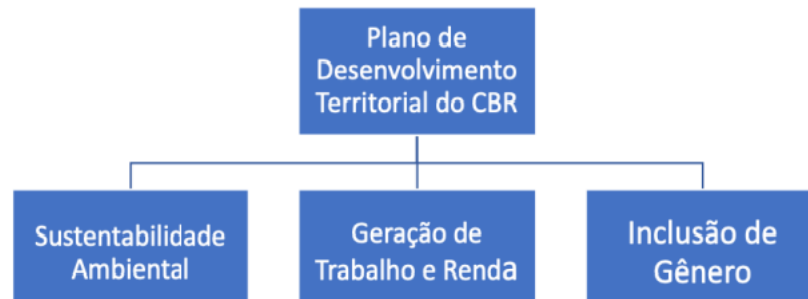 Plano de
Desenvolvimento
Territorial do CBR
Sustentabilidade
Ambiental
Geração de
Trabalho e Renda
Inclusão de
Gênero